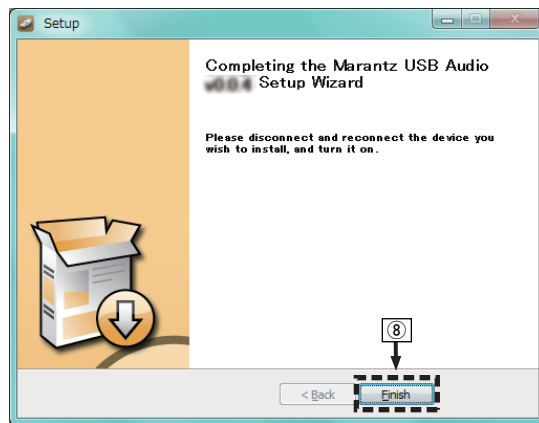 Setup
Completing the Marantz USB Audio
Setup Wizard
Please disconnect and reconnect the device you
wish to install, and turn it on.
⑧
< Back
Finish